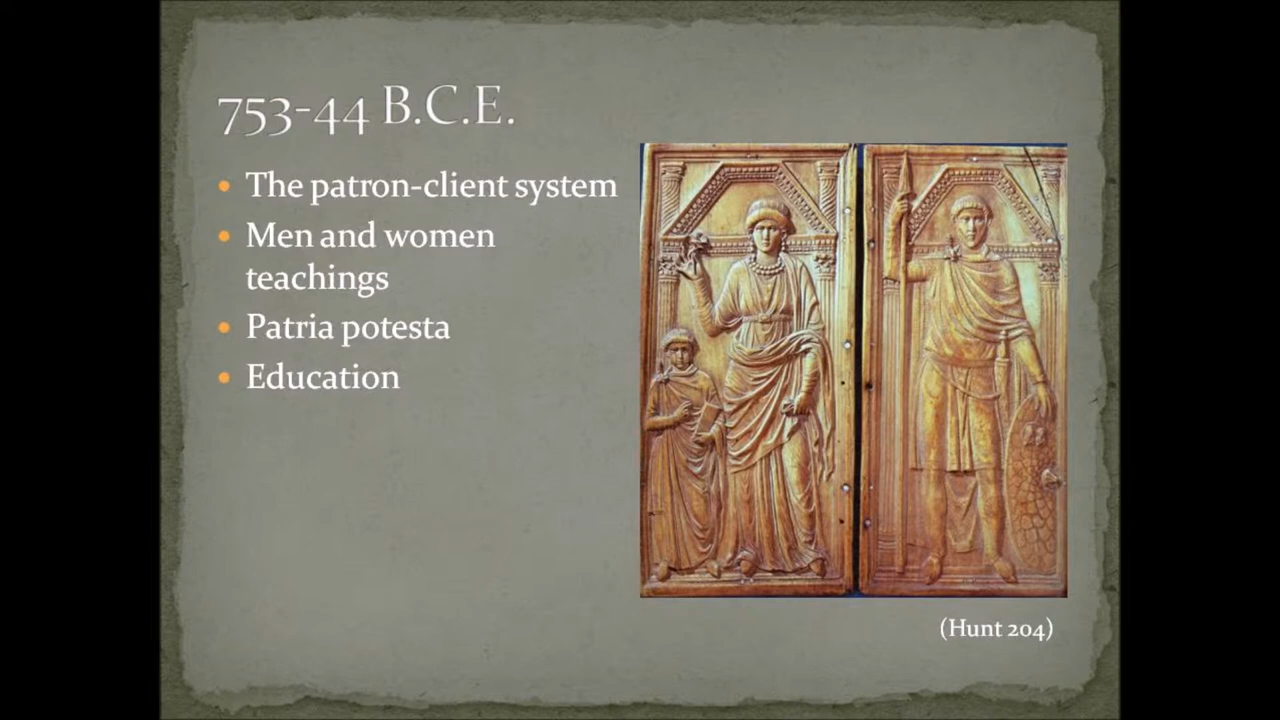 753-44 B.C.E.
The patron-client system
Men and women
teachings
Patria potesta
Education
(Hunt 204)